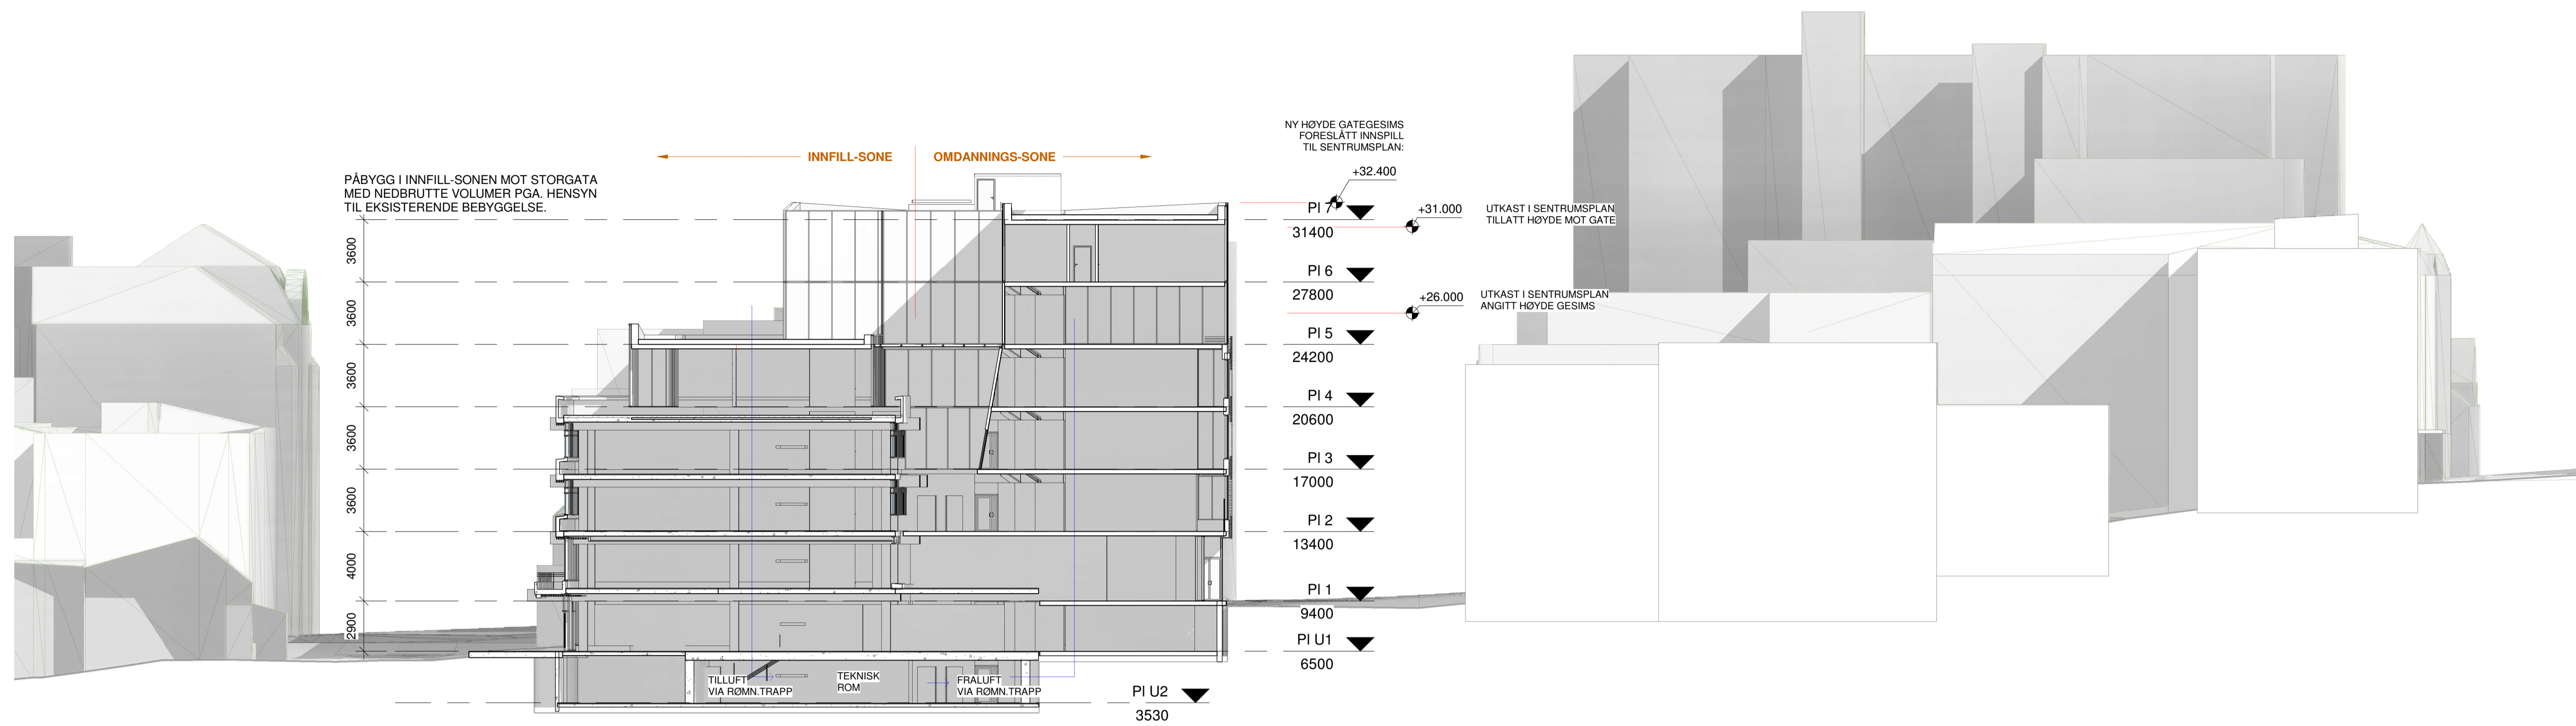 NY HØYDE GATEGESIMS
FORESLÅTT INNSPILL
TIL SENTRUMSPLAN:
INNFILL-SONE
OMDANNINGS-SONE
+32.400
PÅBYGG I INNFILL-SONEN MOT STORGATA
MED NEDBRUTTE VOLUMER PGA. HENSYN
TIL EKSISTERENDE BEBYGGELSE.
Pl 7
31400
+31.000
UTKAST I SENTRUMSPLAN
TILLATT HØYDE MOT GATE
3600
Pl 6
27800
+26.000
UTKAST I SENTRUMSPLAN
ANGITT HØYDE GESIMS
3600
Pl 5
24200
3600
Pl 4
20600
3600
Pl 3
17000
3600
Pl 2
13400
4000
Pl 1
9400
2900
Pl U1
6500
TILLUFT
VIA RØMN.TRAPP
TEKNISK
ROM
FRALUFT
VIA RØMN.TRAPP
Pl U2
3530